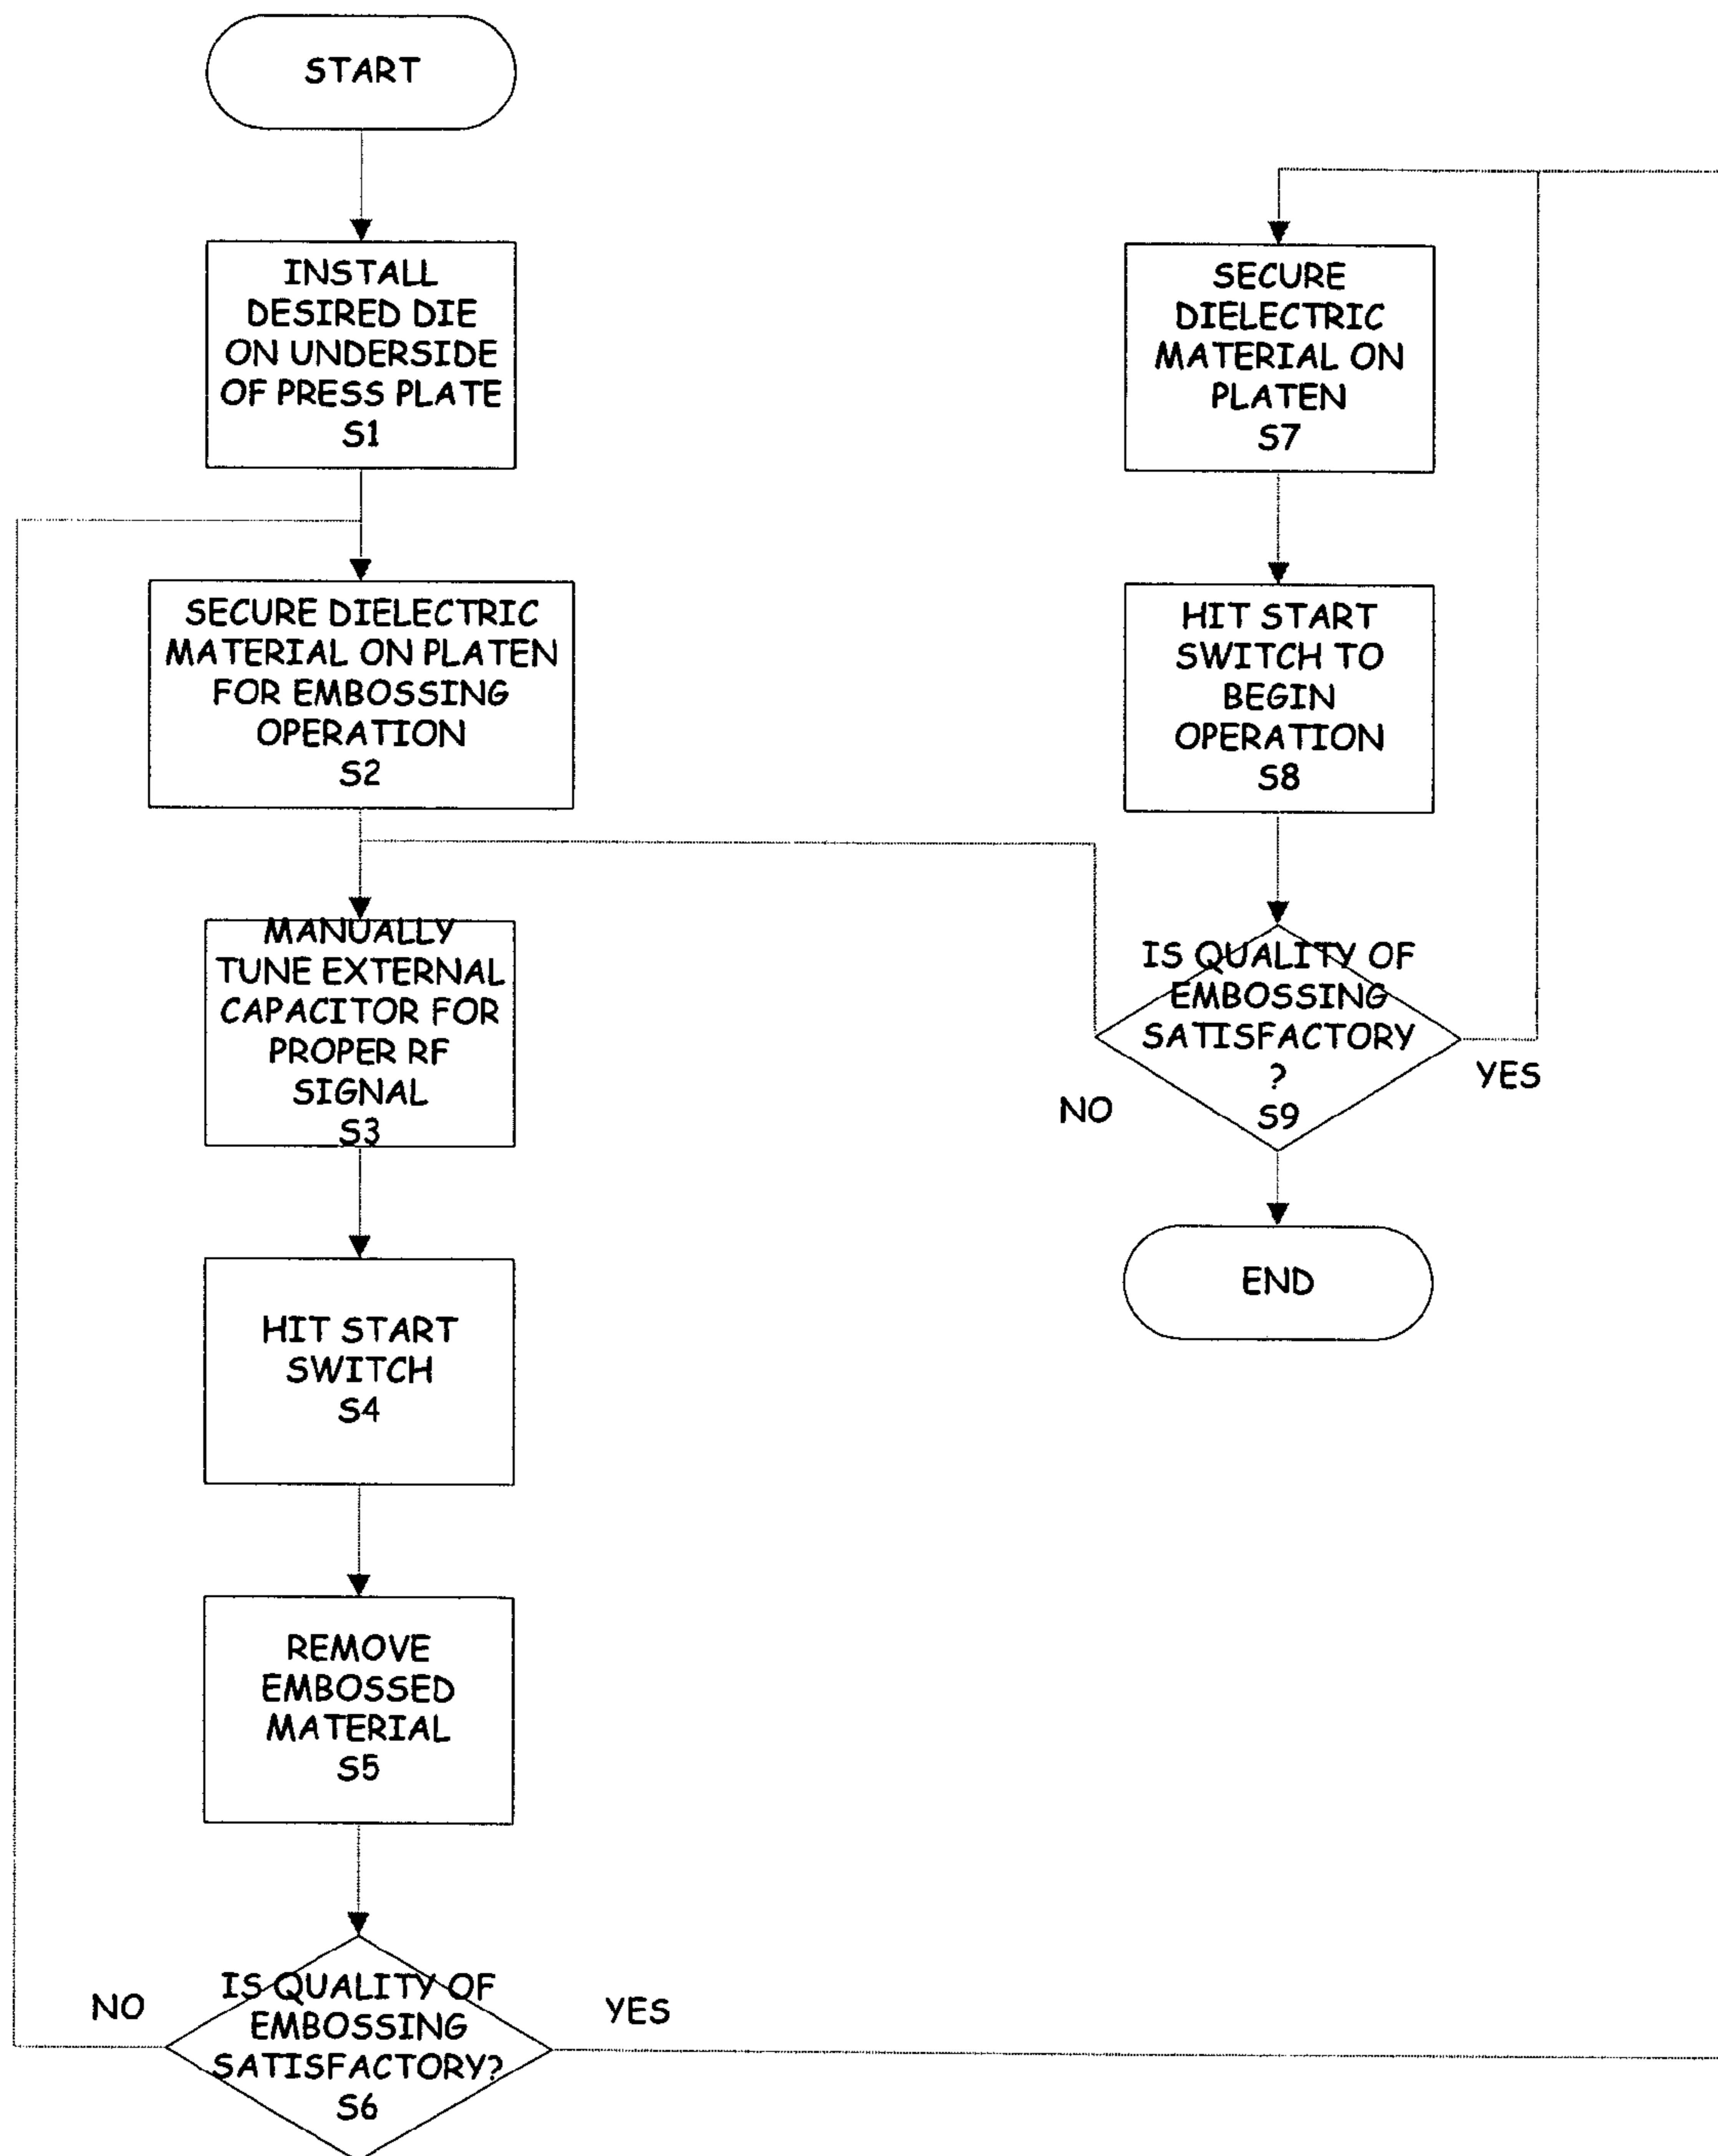 START
INSTALL
DESIRED DIE
ON UNDERSIDE
OF PRESS PLATE
S1
SECURE DIELECTRIC
MATERIAL ON PLATEN
FOR EMBOSSING
OPERATION
S2
MANUALLY
TUNE EXTERNAL
CAPACITOR FOR
PROPER RF
SIGNAL
S3
HIT START
SWITCH
S4
REMOVE
EMBOSSED
MATERIAL
S5
IS QUALITY OF
EMBOSSING
SATISFACTORY?
S6
NO
YES
SECURE
DIELECTRIC
MATERIAL ON
PLATEN
S7
HIT START
SWITCH TO
BEGIN
OPERATION
S8
IS QUALITY OF
EMBOSSING
SATISFACTORY
?
S9
NO
YES
END